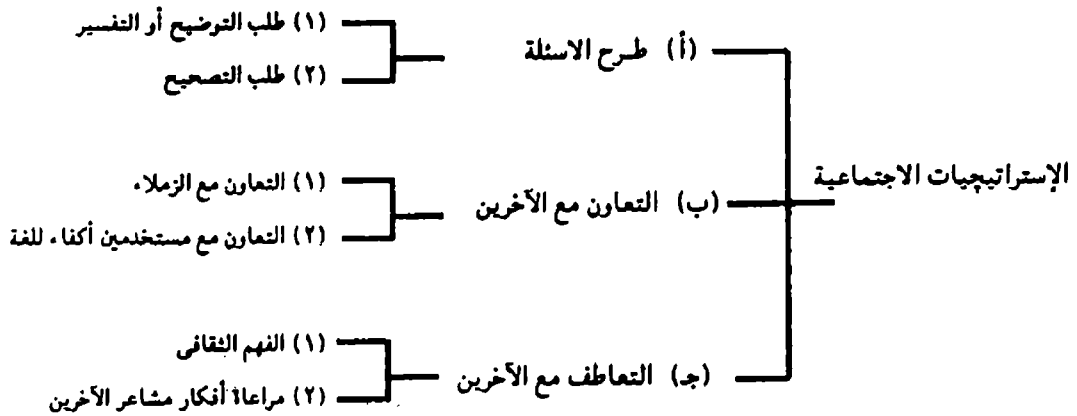 الإستراتيچيات الاجتماعية
(أ) طرح الاسئلة
(١) طلب التوضيح أو التفسير
(٢) طلب التصحيح
(ب) التعاون مع الآخرين
(١) التعاون مع الزملاء
(٢) التعاون مع مستخدمين أكفاء للغة
(جـ) التعاطف مع الآخرين
(١) الفهم الثقافى
(٢) مراعاة أفكار مشاعر الآخرين